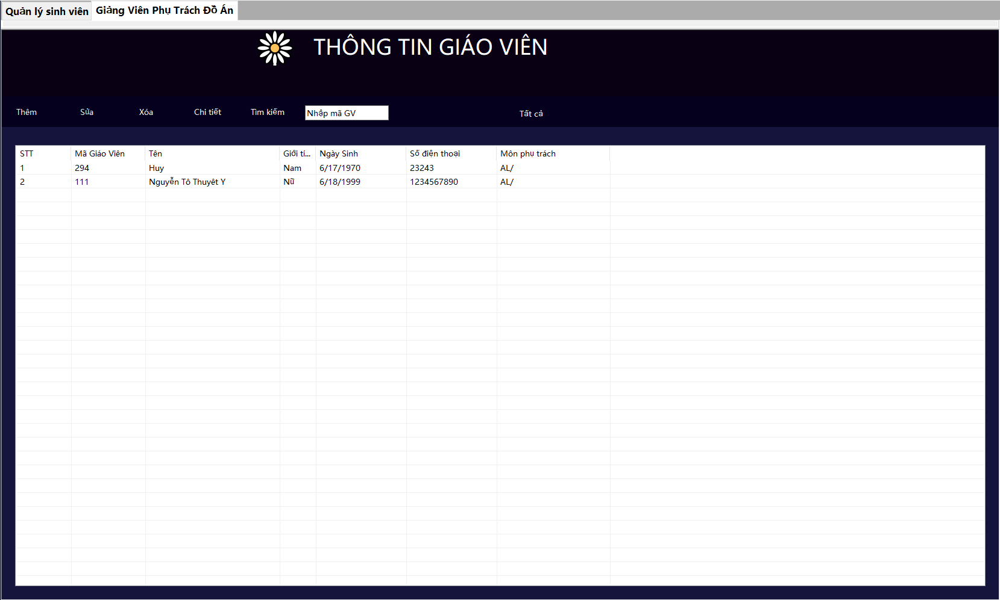 Quản lý sinh viên Giảng Viên Phụ Trách Đồ Án
THÔNG TIN GIÁO VIÊN
Thêm Sửa Xóa Chi tiết Tìm kiếm Nhập mã GV Tất cả
STT Mã Giáo Viên Tên Giới tí... Ngày Sinh Số điện thoại Môn phụ trách
1 294 Huy Nam 6/17/1970 23243 AL/
2 111 Nguyễn Tô Thuyêt Y Nữ 6/18/1999 1234567890 AL/